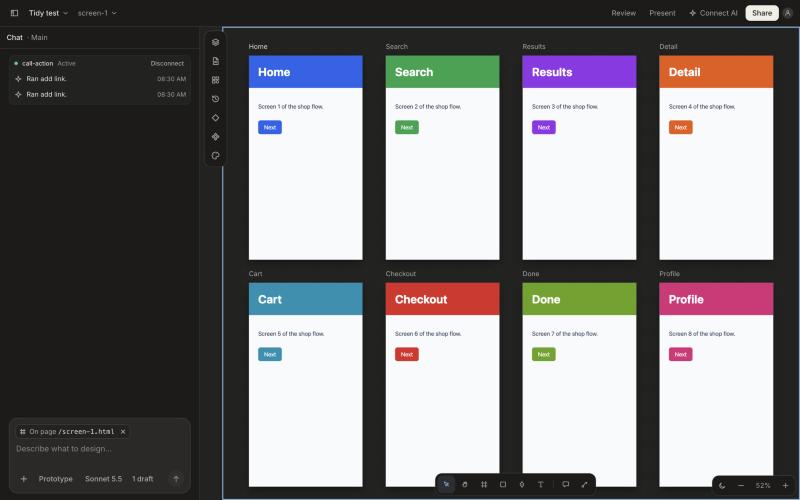 Tidy test screen-1 Review Present Connect AI Share
Chat · Main
call-action Active Disconnect
Ran add link. 08:30 AM
Ran add link. 08:30 AM
Home Search Results Detail
Home Search Results Detail
Screen 1 of the shop flow. Screen 2 of the shop flow. Screen 3 of the shop flow. Screen 4 of the shop flow.
Next Next Next Next
Cart Checkout Done Profile
Cart Checkout Done Profile
Screen 5 of the shop flow. Screen 6 of the shop flow. Screen 7 of the shop flow. Screen 8 of the shop flow.
Next Next Next Next
On page /screen-1.html
Describe what to design...
Prototype Sonnet 5.5 1 draft
52%